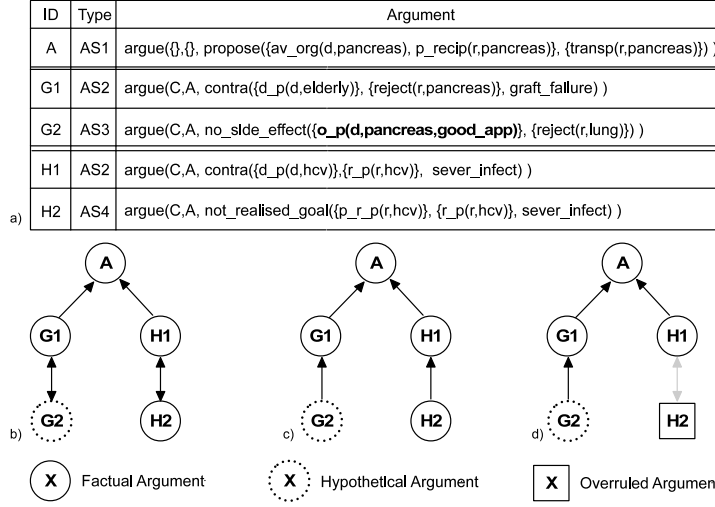 ID Type Argument
A AS1 argue({},{}, propose({av_org(d,pancreas), p_recip(r,pancreas)}, {transp(r,pancreas)}) )
G1 AS2 argue(C,A, contra({d_p(d,elderly)}, {reject(r,pancreas)}, graft_failure) )
G2 AS3 argue(C,A, no_side_effect({o_p(d,pancreas,good_app)}, {reject(r,lung)}) )
H1 AS2 argue(C,A, contra({d_p(d,hcv)},{r_p(r,hcv)}, sever_infect) )
a) H2 AS4 argue(C,A, not_realised_goal({p_r_p(r,hcv)}, {r_p(r,hcv)}, sever_infect) )
A A A
G1 H1 G1 H1 G1 H1
b) G2 H2 c) G2 H2 d) G2 H2
X Factual Argument X Hypothetical Argument X Overruled Argumen